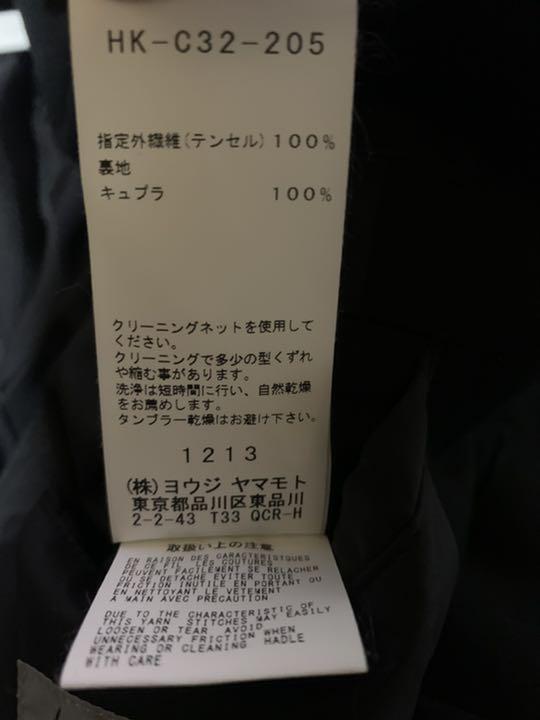 HK-C32-205
指定外繊維(テンセル)100%
裏地
キュプラ 100%
クリーニングネットを使用して
ください。
クリーニングで多少の型くずれ
や縮む事があります。
洗浄は短時間に行い、自然乾燥
をお薦めします。
タンブラー乾燥はお避け下さい。
1213
(株)ヨウジ ヤマモト
東京都品川区東品川
2-2-43 T33 QCR-H
取扱い上の注意
EN RAISON DES CARACTERISTIQUES
DE CE FIL, LES COUTURES
PEUVENT FACILEMENT SE RELACHER
OU SE DETACHE EVITER TOUTE
FRICTION INUTILE EN PORTANT OU
EN NETTOYANT LE VETEMENT
A MAIN AVEC PRECAUTION
DUE TO THE CHARACTERISTIC OF
THIS YARN STITCHES MAY EASILY
LOOSEN OR TEAR AVOID
UNNECESSARY FRICTION WHEN
WEARING OR CLEANING HADLE
WITH CARE